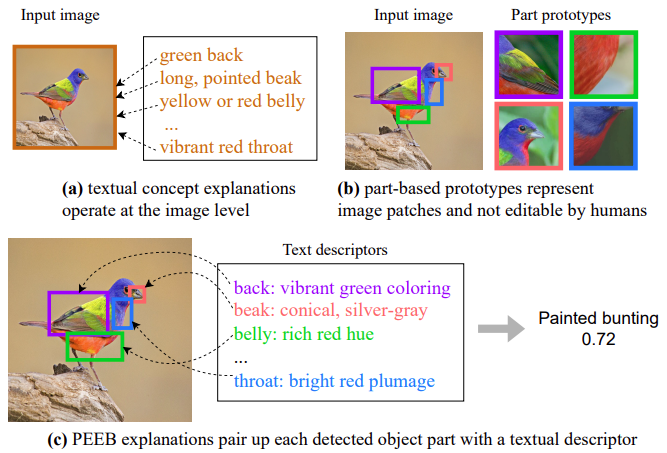 Input image
green back
long, pointed beak
yellow or red belly
...
vibrant red throat
(a) textual concept explanations
operate at the image level
Input image
Part prototypes
(b) part-based prototypes represent
image patches and not editable by humans
Text descriptors
back: vibrant green coloring
beak: conical, silver-gray
belly: rich red hue
...
throat: bright red plumage
Painted bunting
0.72
(c) PEEB explanations pair up each detected object part with a textual descriptor